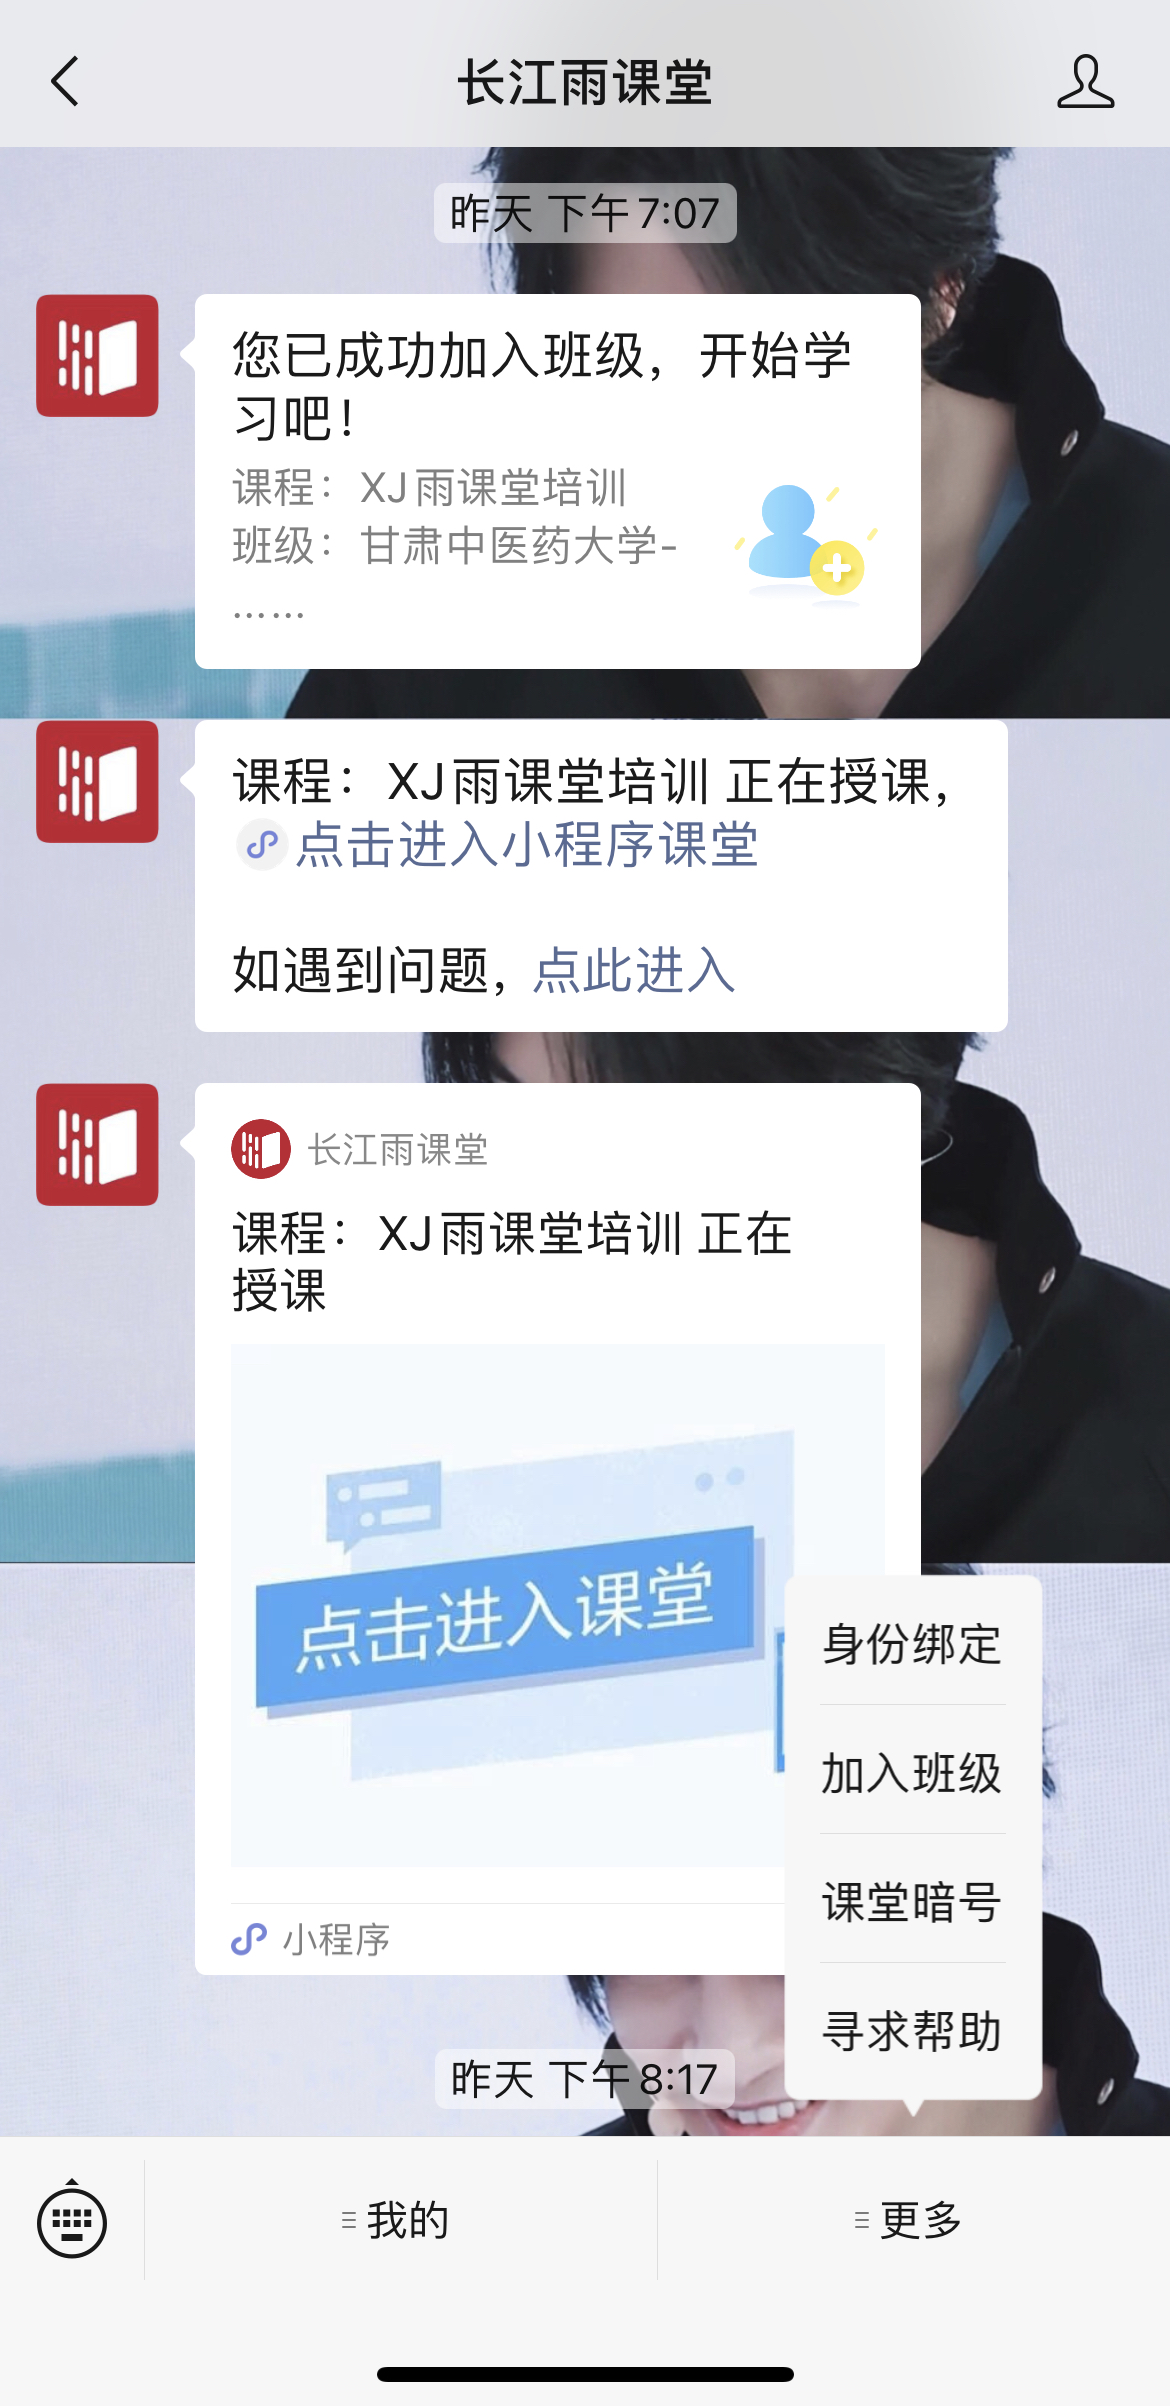 长江雨课堂
昨天 下午 7:07
您已成功加入班级，开始学
习吧！
课程：XJ雨课堂培训
班级：甘肃中医药大学-
……
课程：XJ雨课堂培训 正在授课，
点击进入小程序课堂
如遇到问题，点此进入
长江雨课堂
课程：XJ雨课堂培训 正在
授课
点击进入课堂
小程序
身份绑定
加入班级
课堂暗号
寻求帮助
昨天 下午 8:17
我的
更多